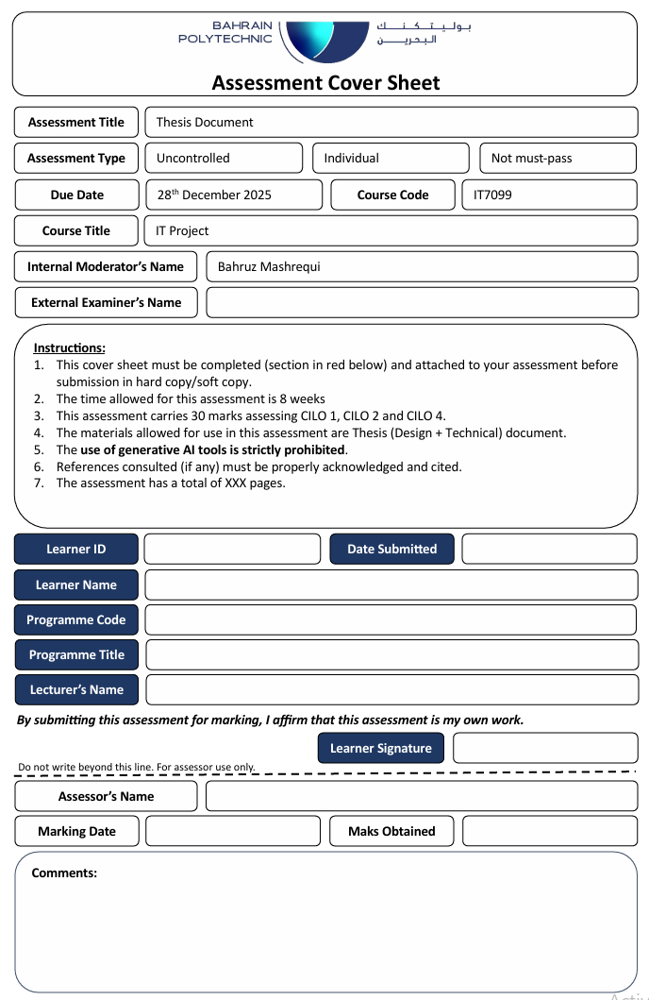 BAHRAIN
POLYTECHNIC
بوليتكنك
البحرين
Assessment Cover Sheet
Assessment Title
Thesis Document
Assessment Type
Uncontrolled
Individual
Not must-pass
Due Date
28th December 2025
Course Code
IT7099
Course Title
IT Project
Internal Moderator's Name
Bahruz Mashrequi
External Examiner's Name
Instructions:
1. This cover sheet must be completed (section in red below) and attached to your assessment before
submission in hard copy/soft copy.
2. The time allowed for this assessment is 8 weeks
3. This assessment carries 30 marks assessing CILO 1, CILO 2 and CILO 4.
4. The materials allowed for use in this assessment are Thesis (Design + Technical) document.
5. The use of generative AI tools is strictly prohibited.
6. References consulted (if any) must be properly acknowledged and cited.
7. The assessment has a total of XXX pages.
Learner ID
Date Submitted
Learner Name
Programme Code
Programme Title
Lecturer's Name
By submitting this assessment for marking, I affirm that this assessment is my own work.
Learner Signature
Do not write beyond this line. For assessor use only.
Assessor's Name
Marking Date
Maks Obtained
Comments: